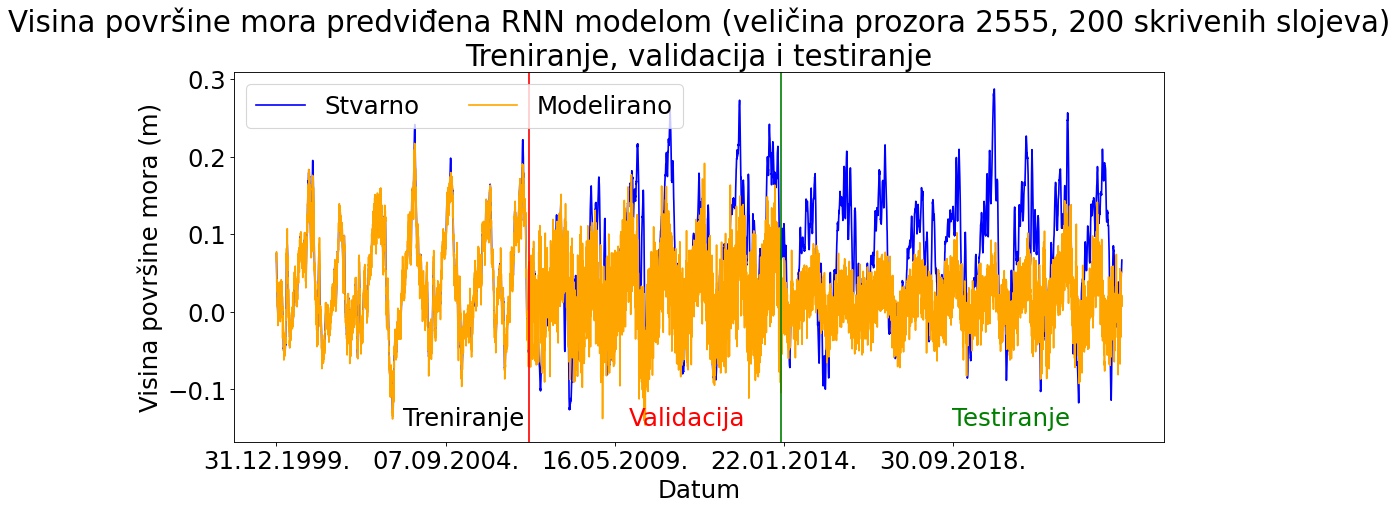 Visina površine mora predviđena RNN modelom (veličina prozora 2555, 200 skrivenih slojeva)
Treniranje, validacija i testiranje
Stvarno
Modelirano
Visina površine mora (m)
0.3
0.2
0.1
0.0
−0.1
Treniranje
Validacija
Testiranje
31.12.1999.
07.09.2004.
16.05.2009.
22.01.2014.
30.09.2018.
Datum